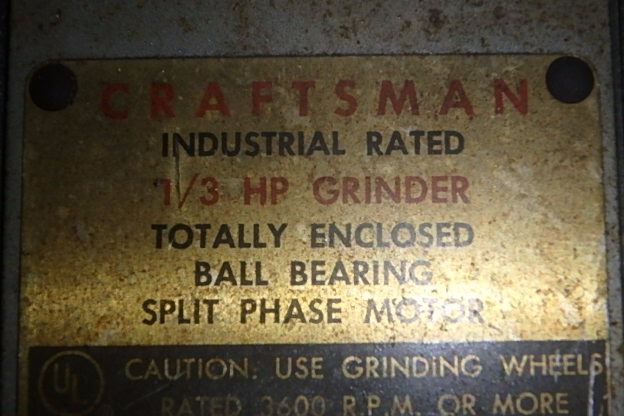 CRAFTSMAN
INDUSTRIAL RATED
1/3 HP GRINDER
TOTALLY ENCLOSED
BALL BEARING
SPLIT PHASE MOTOR
UL
CAUTION. USE GRINDING WHEELS
RATED 3600 R.P.M. OR MORE